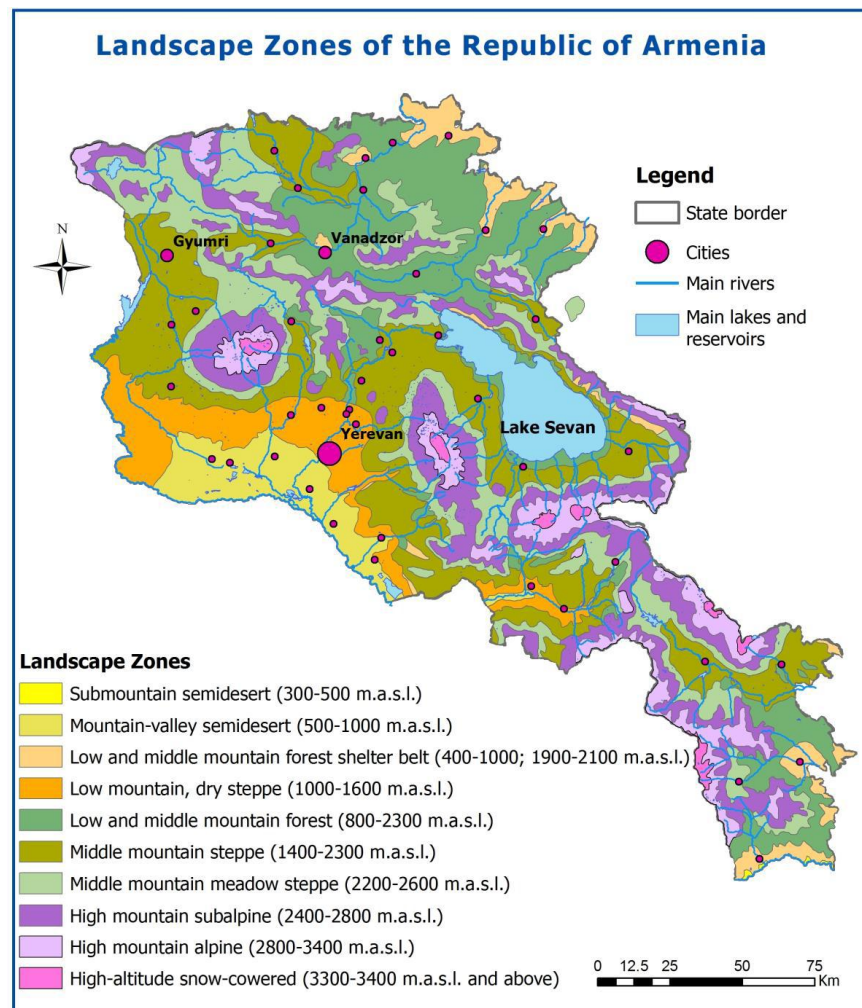 Landscape Zones of the Republic of Armenia
Legend
State border
Cities
Main rivers
Main lakes and
reservoirs
N
Gyumri
Vanadzor
Yerevan
Lake Sevan
Landscape Zones
Submountain semidesert (300-500 m.a.s.l.)
Mountain-valley semidesert (500-1000 m.a.s.l.)
Low and middle mountain forest shelter belt (400-1000; 1900-2100 m.a.s.l.)
Low mountain, dry steppe (1000-1600 m.a.s.l.)
Low and middle mountain forest (800-2300 m.a.s.l.)
Middle mountain steppe (1400-2300 m.a.s.l.)
Middle mountain meadow steppe (2200-2600 m.a.s.l.)
High mountain subalpine (2400-2800 m.a.s.l.)
High mountain alpine (2800-3400 m.a.s.l.)
High-altitude snow-cowered (3300-3400 m.a.s.l. and above)
0 12.5 25 50 75
Km